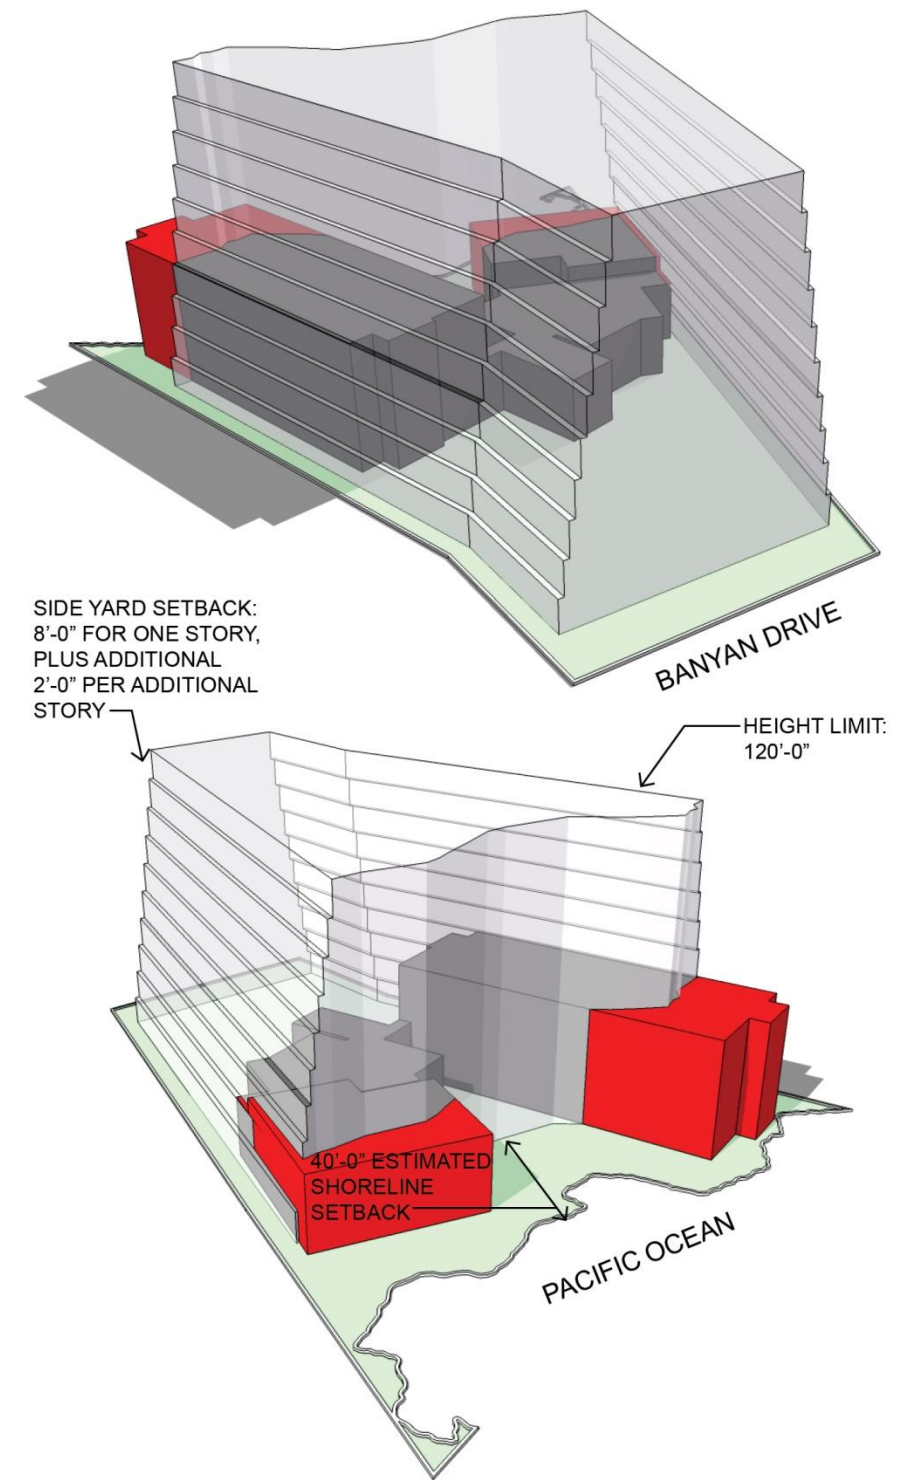 BANYAN DRIVE
SIDE YARD SETBACK:
8’-0” FOR ONE STORY,
PLUS ADDITIONAL
2’-0” PER ADDITIONAL
STORY
HEIGHT LIMIT:
120’-0”
40’-0” ESTIMATED
SHORELINE
SETBACK
PACIFIC OCEAN